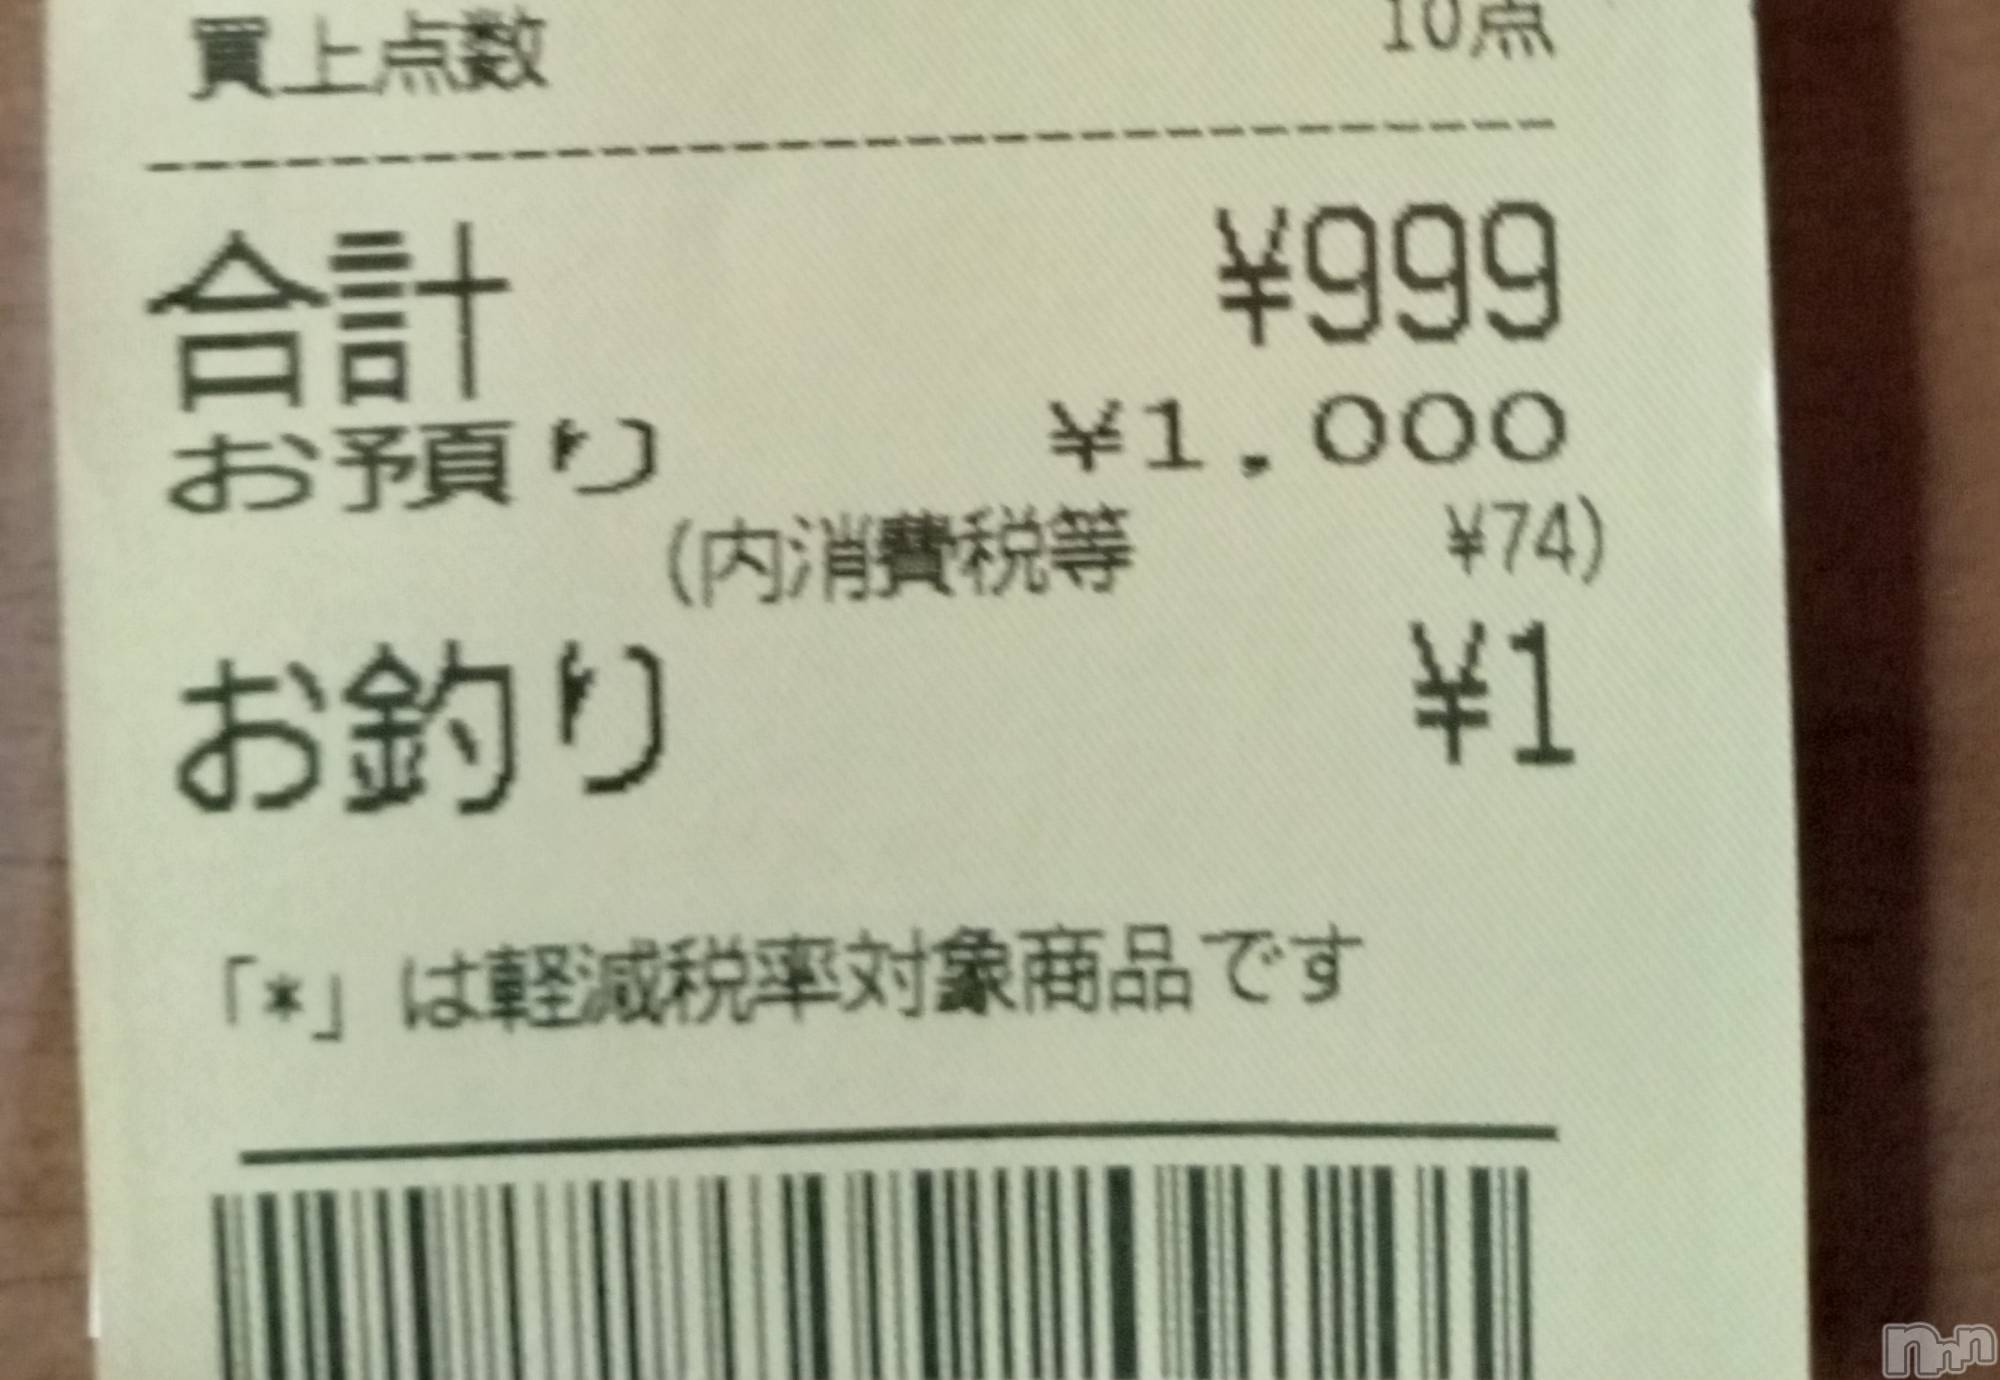 買上点数 10点
合計 ¥999
お預り ¥1,000
(内消費税等 ¥74)
お釣り ¥1
「*」は軽減税率対象商品です
nnn